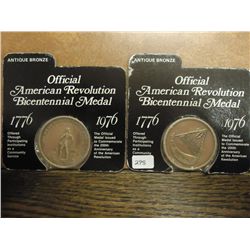 ANTIQUE BRONZE
Official
American Revolution
Bicentennial Medal
1776
1976
Offered
Through
Participating
Institutions
as a
Community
Service
The Official
Medal Issued
to Commemorate
the 200th
Anniversary
of the American
Revolution
ANTIQUE BRONZE
Official
American Revolution
Bicentennial Medal
1776
1976
Offered
Through
Participating
Institutions
as a
Community
Service
The Official
Medal Issued
to Commemorate
the 200th
Anniversary
of the American
Revolution
275